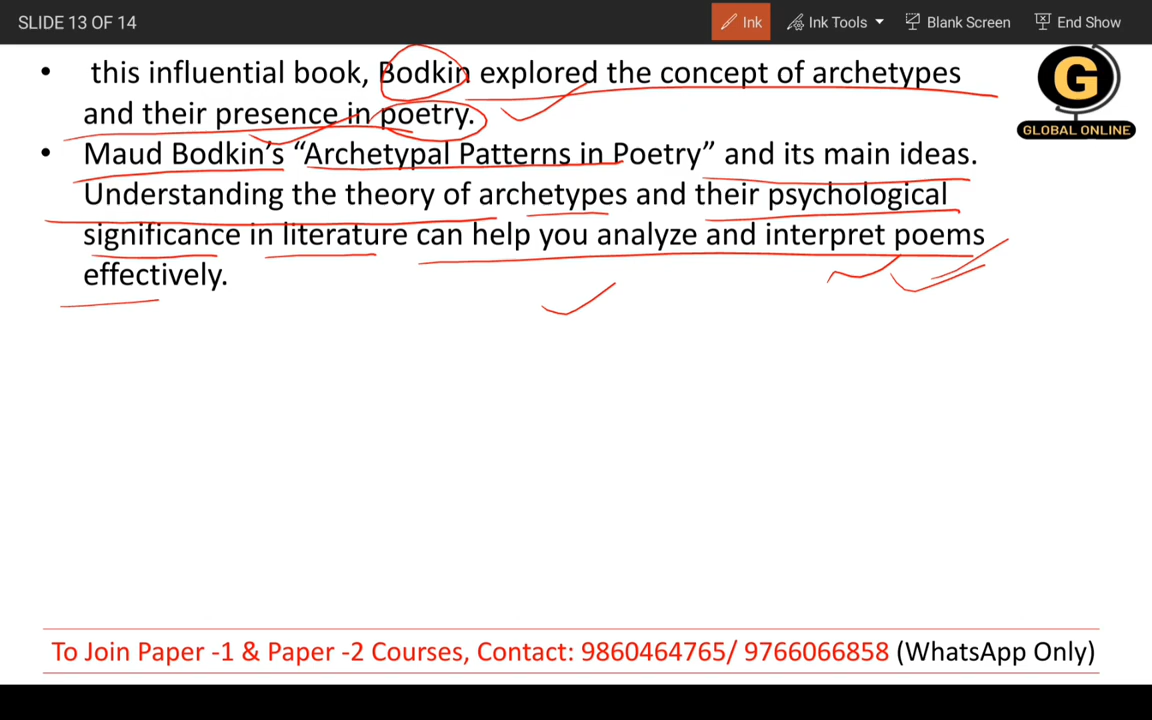 SLIDE 13 OF 14
Ink
Ink Tools
Blank Screen
End Show
• this influential book, Bodkin explored the concept of archetypes
and their presence in poetry.
• Maud Bodkin’s “Archetypal Patterns in Poetry” and its main ideas.
Understanding the theory of archetypes and their psychological
significance in literature can help you analyze and interpret poems
effectively.
G
GLOBAL ONLINE
To Join Paper -1 & Paper -2 Courses, Contact: 9860464765/ 9766066858 (WhatsApp Only)